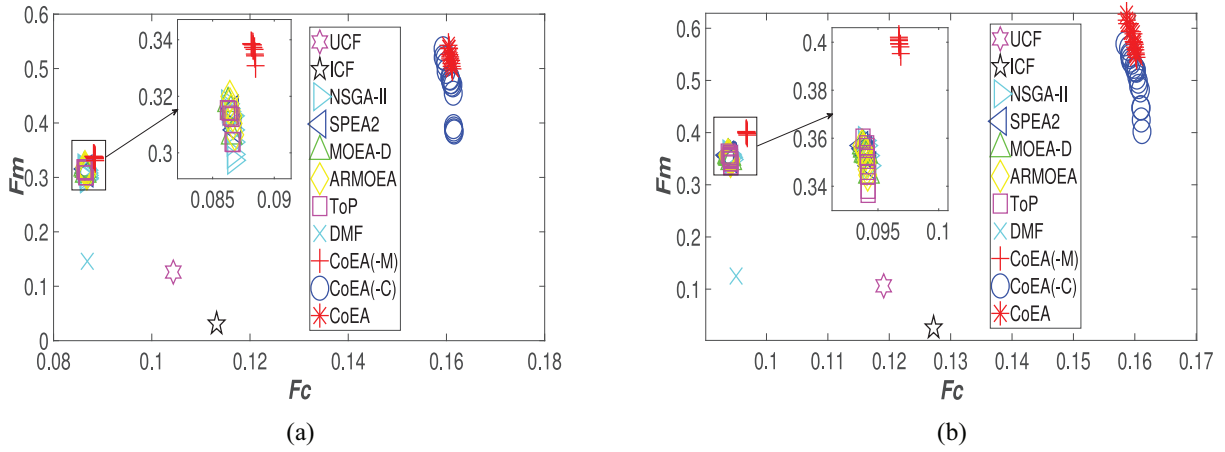 0.6
0.5
0.4
0.3
0.2
0.1
0
Fm
0.08
0.1
0.12
0.14
0.16
0.18
Fc
0.34
0.32
0.3
0.085
0.09
UCF
ICF
NSGA-II
SPEA2
MOEA-D
ARMOEA
ToP
DMF
CoEA(-M)
CoEA(-C)
CoEA
(a)
0.6
0.5
0.4
0.3
0.2
0.1
Fm
0.1
0.11
0.12
0.13
0.14
0.15
0.16
0.17
Fc
0.4
0.38
0.36
0.34
0.095
0.1
UCF
ICF
NSGA-II
SPEA2
MOEA-D
ARMOEA
ToP
DMF
CoEA(-M)
CoEA(-C)
CoEA
(b)